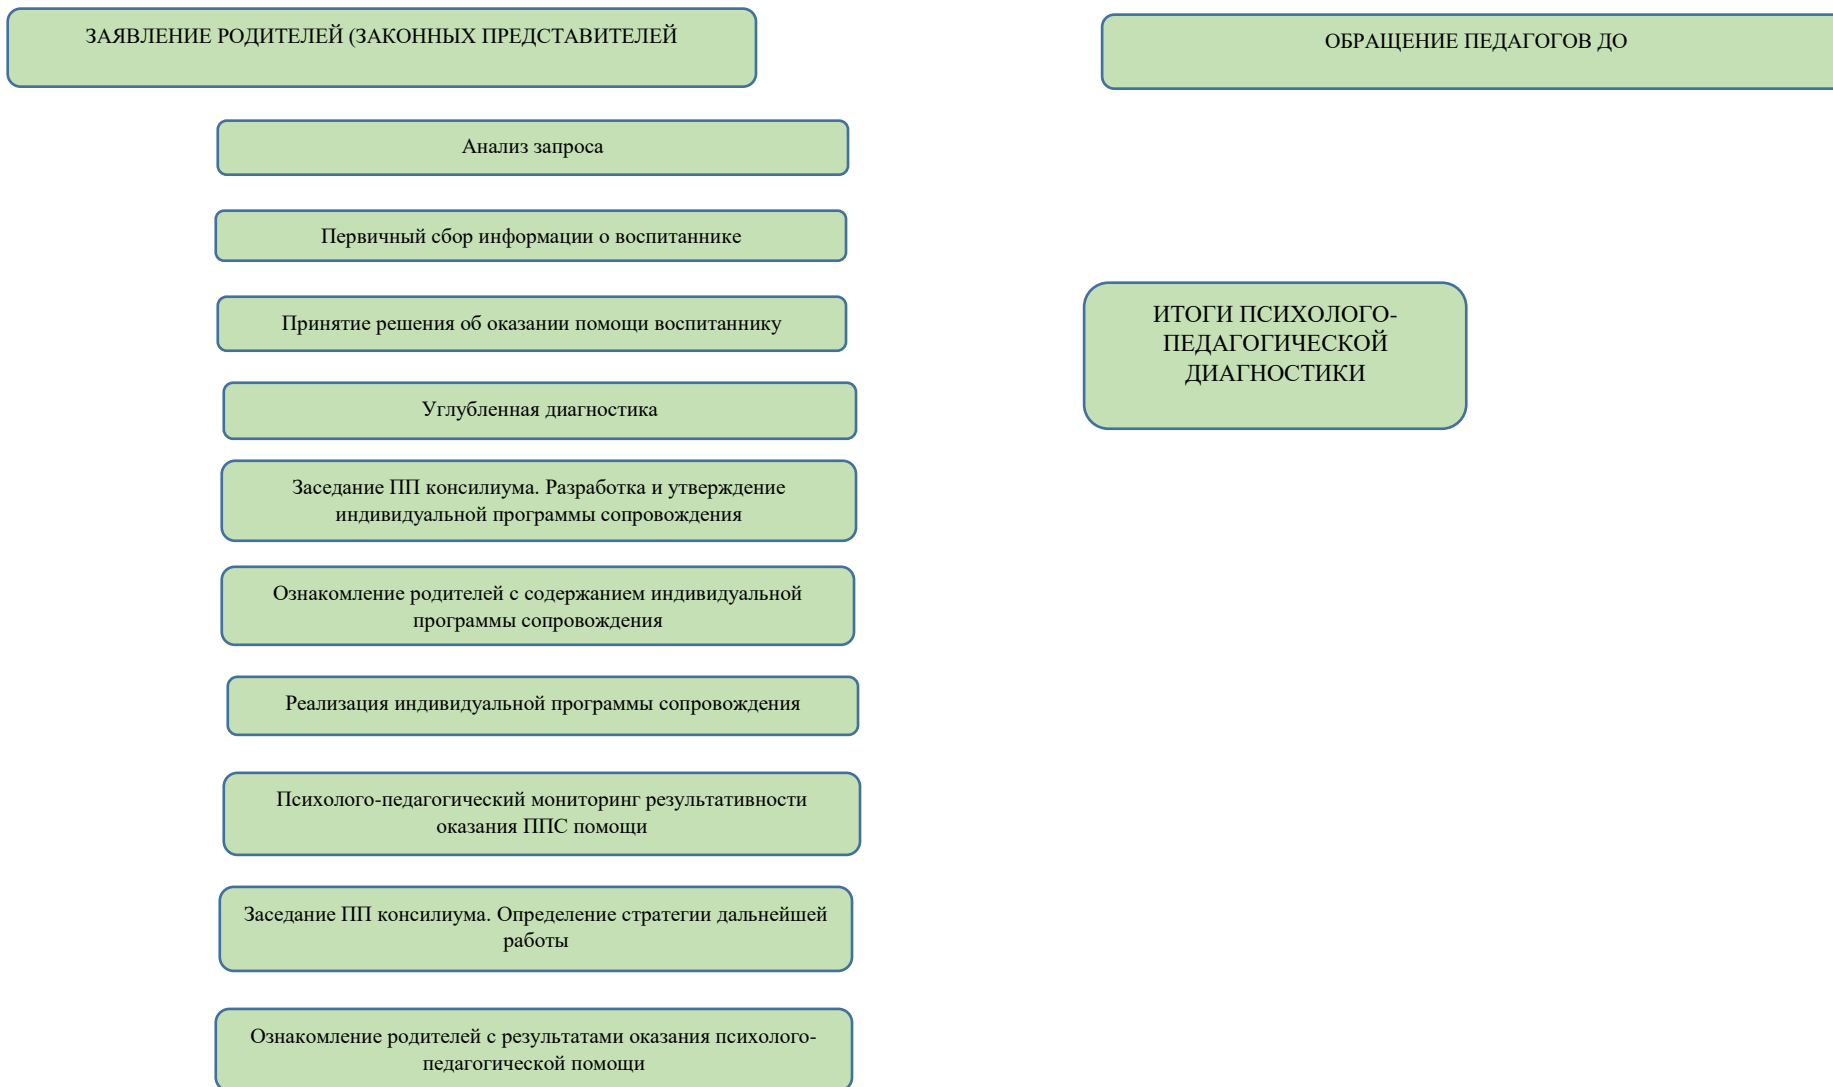 ЗАЯВЛЕНИЕ РОДИТЕЛЕЙ (ЗАКОННЫХ ПРЕДСТАВИТЕЛЕЙ
ОБРАЩЕНИЕ ПЕДАГОГОВ ДО
Анализ запроса
Первичный сбор информации о воспитаннике
Принятие решения об оказании помощи воспитаннику
ИТОГИ ПСИХОЛОГО-
ПЕДАГОГИЧЕСКОЙ
ДИАГНОСТИКИ
Углубленная диагностика
Заседание ПП консилиума. Разработка и утверждение
индивидуальной программы сопровождения
Ознакомление родителей с содержанием индивидуальной
программы сопровождения
Реализация индивидуальной программы сопровождения
Психолого-педагогический мониторинг результативности
оказания ППС помощи
Заседание ПП консилиума. Определение стратегии дальнейшей
работы
Ознакомление родителей с результатами оказания психолого-
педагогической помощи